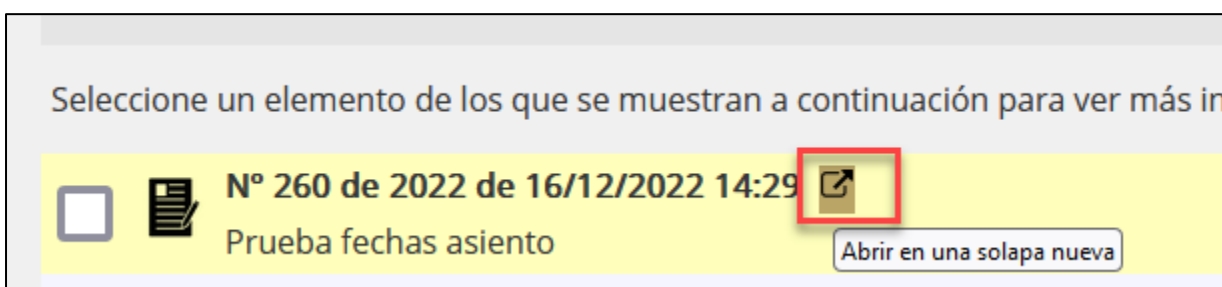 Seleccione un elemento de los que se muestran a continuación para ver más
Nº 260 de 2022 de 16/12/2022 14:29
Prueba fechas asiento
Abrir en una solapa nueva